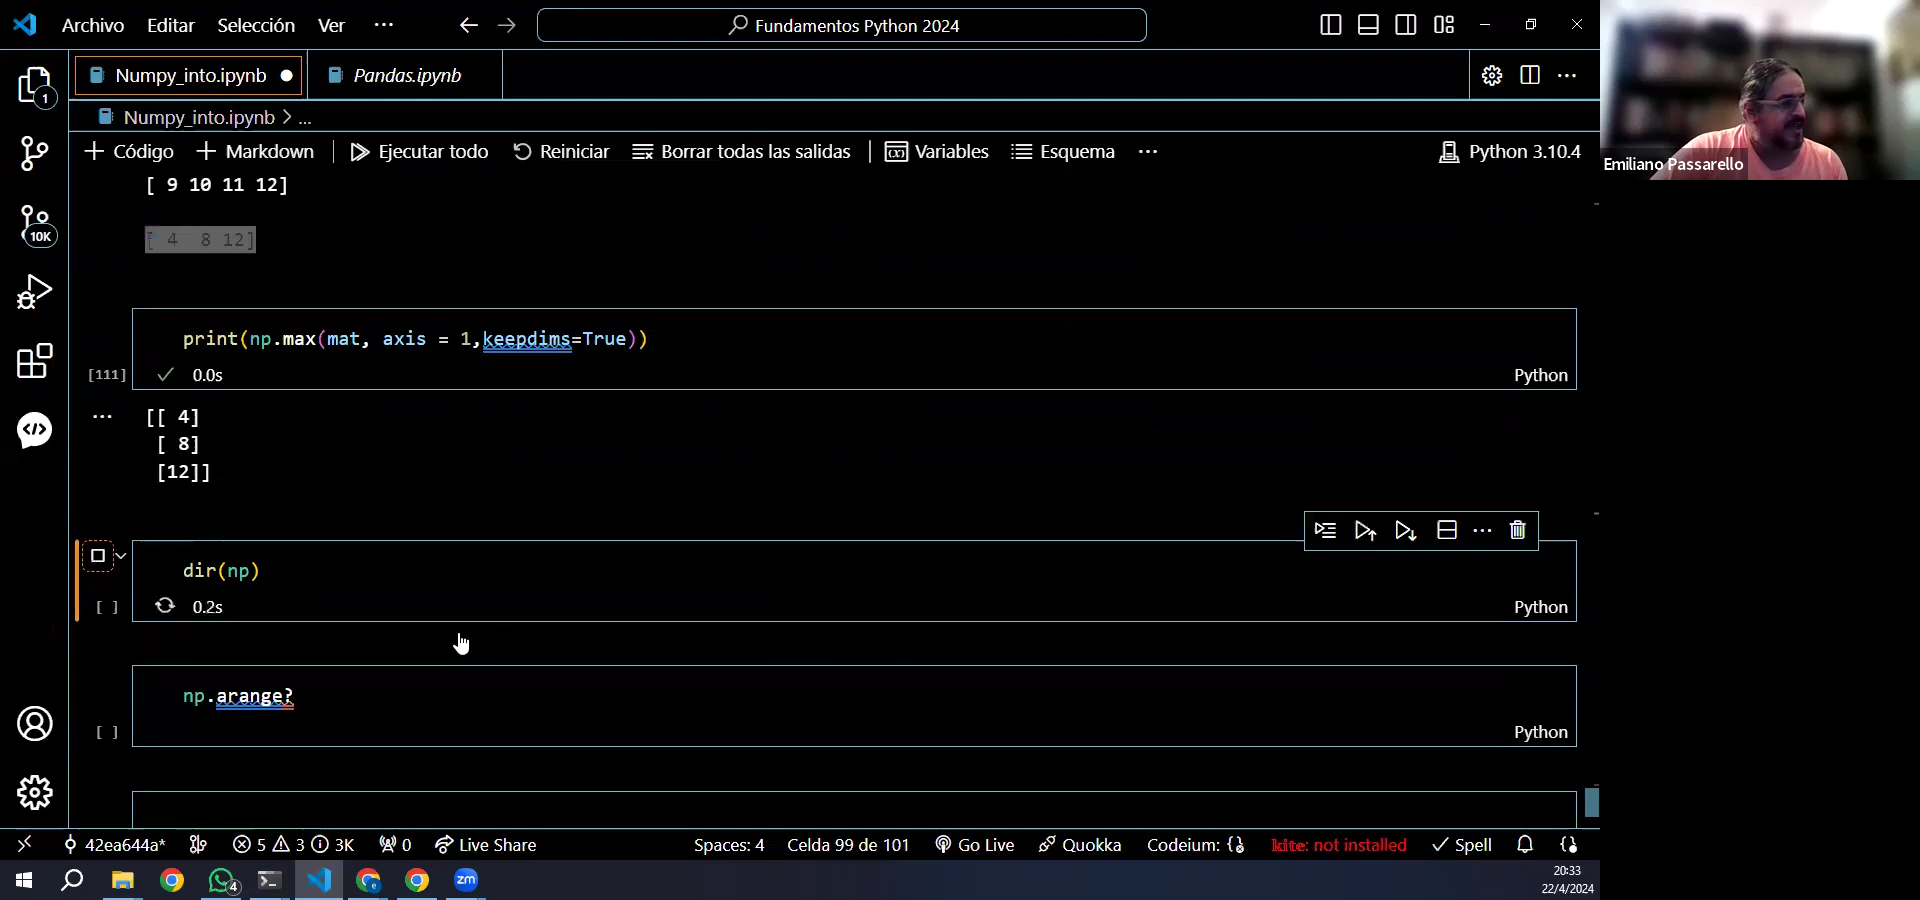 Archivo Editar Selección Ver ··· Fundamentos Python 2024
Numpy_into.ipynb Pandas.ipynb
Numpy_into.ipynb > ...
Código Markdown Ejecutar todo Reiniciar Borrar todas las salidas Variables Esquema ··· Python 3.10.4
Emiliano Passarello
[ 9 10 11 12]
[ 4 8 12]
print(np.max(mat, axis = 1,keepdims=True))
[111] 0.0s Python
[[ 4]
[ 8]
[12]]
dir(np)
[ ] 0.2s Python
np.arange?
[ ] Python
1
10K
42ea644a* 5 3 3K 0 Live Share Spaces: 4 Celda 99 de 101 Go Live Quokka Codeium: {} kite: not installed Spell
4
zm
20:33
22/4/2024